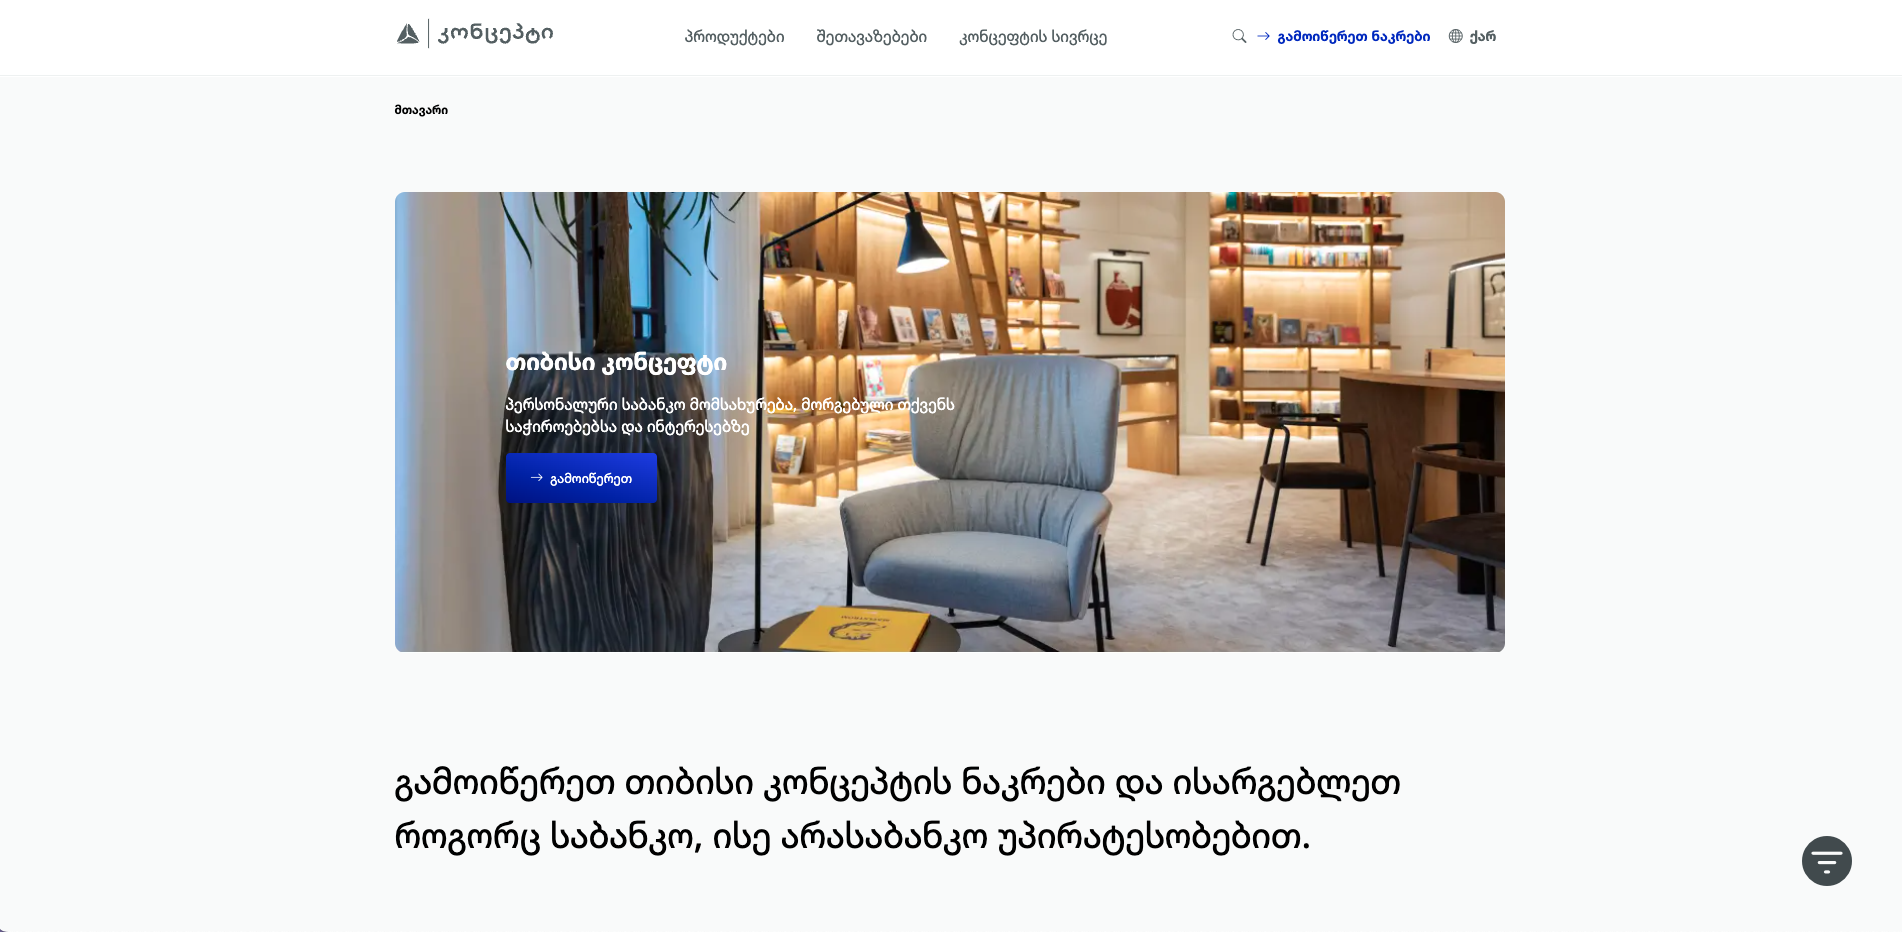 კონცეპტი
პროდუქტები
შეთავაზებები
კონცეფტის სივრცე
გამოიწერეთ ნაკრები
ქარ
მთავარი
თიბისი კონცეფტი
პერსონალური საბანკო მომსახურება, მორგებული თქვენს
საჭიროებებსა და ინტერესებზე
გამოიწერეთ
გამოიწერეთ თიბისი კონცეპტის ნაკრები და ისარგებლეთ
როგორც საბანკო, ისე არასაბანკო უპირატესობებით.